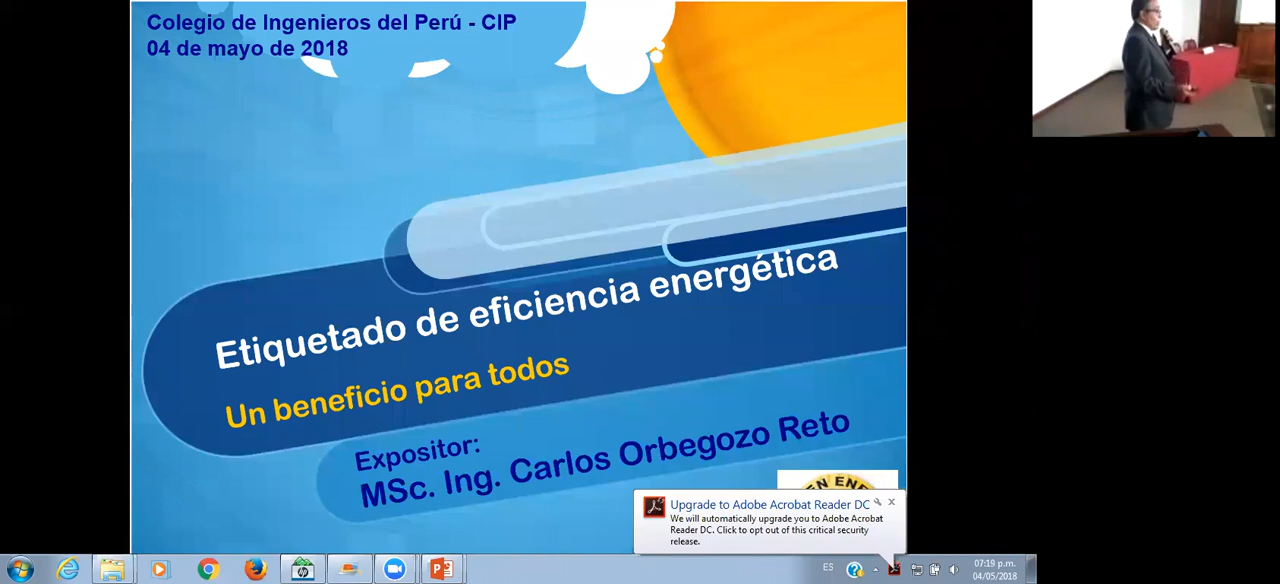 Colegio de Ingenieros del Perú - CIP
04 de mayo de 2018
Etiquetado de eficiencia energética
Un beneficio para todos
Expositor:
MSc. Ing. Carlos Orbegozo Reto
EN ENE
Upgrade to Adobe Acrobat Reader DC
We will automatically upgrade you to Adobe Acrobat
Reader DC. Click to opt out of this critical security
release.
ES
07:19 p.m.
04/05/2018